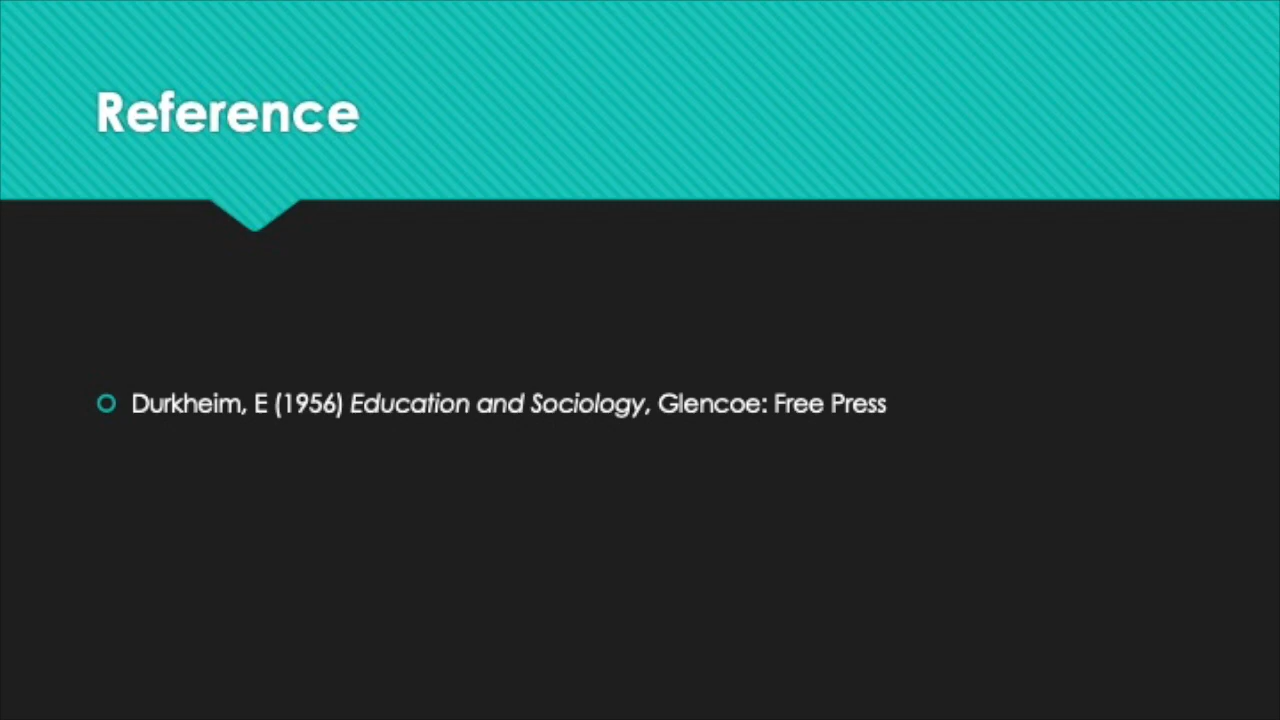 Reference
Durkheim, E (1956) Education and Sociology, Glencoe: Free Press